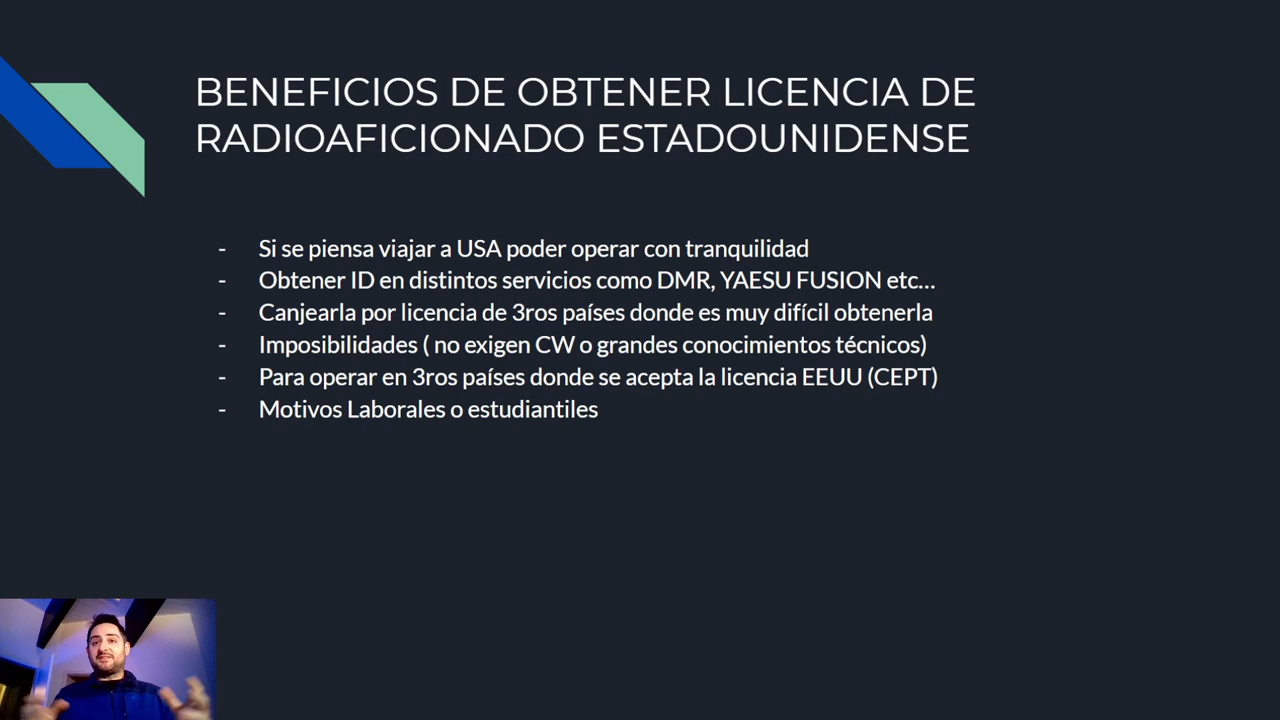 BENEFICIOS DE OBTENER LICENCIA DE
RADIOAFICIONADO ESTADOUNIDENSE
- Si se piensa viajar a USA poder operar con tranquilidad
- Obtener ID en distintos servicios como DMR, YAESU FUSION etc...
- Canjearla por licencia de 3ros países donde es muy difícil obtenerla
- Imposibilidades ( no exigen CW o grandes conocimientos técnicos)
- Para operar en 3ros países donde se acepta la licencia EEUU (CEPT)
- Motivos Laborales o estudiantiles